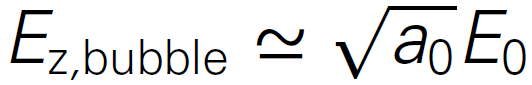 E_{z,bubble} ≃ √a₀ E₀